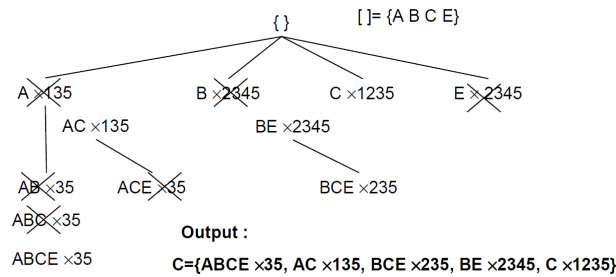 { } [ ]= {A B C E}
A ×135 B ×2345 C ×1235 E ×2345
AC ×135 BE ×2345
AB ×35 ACE ×35 BCE ×235
ABC ×35
ABCE ×35
Output :
C={ABCE ×35, AC ×135, BCE ×235, BE ×2345, C ×1235}